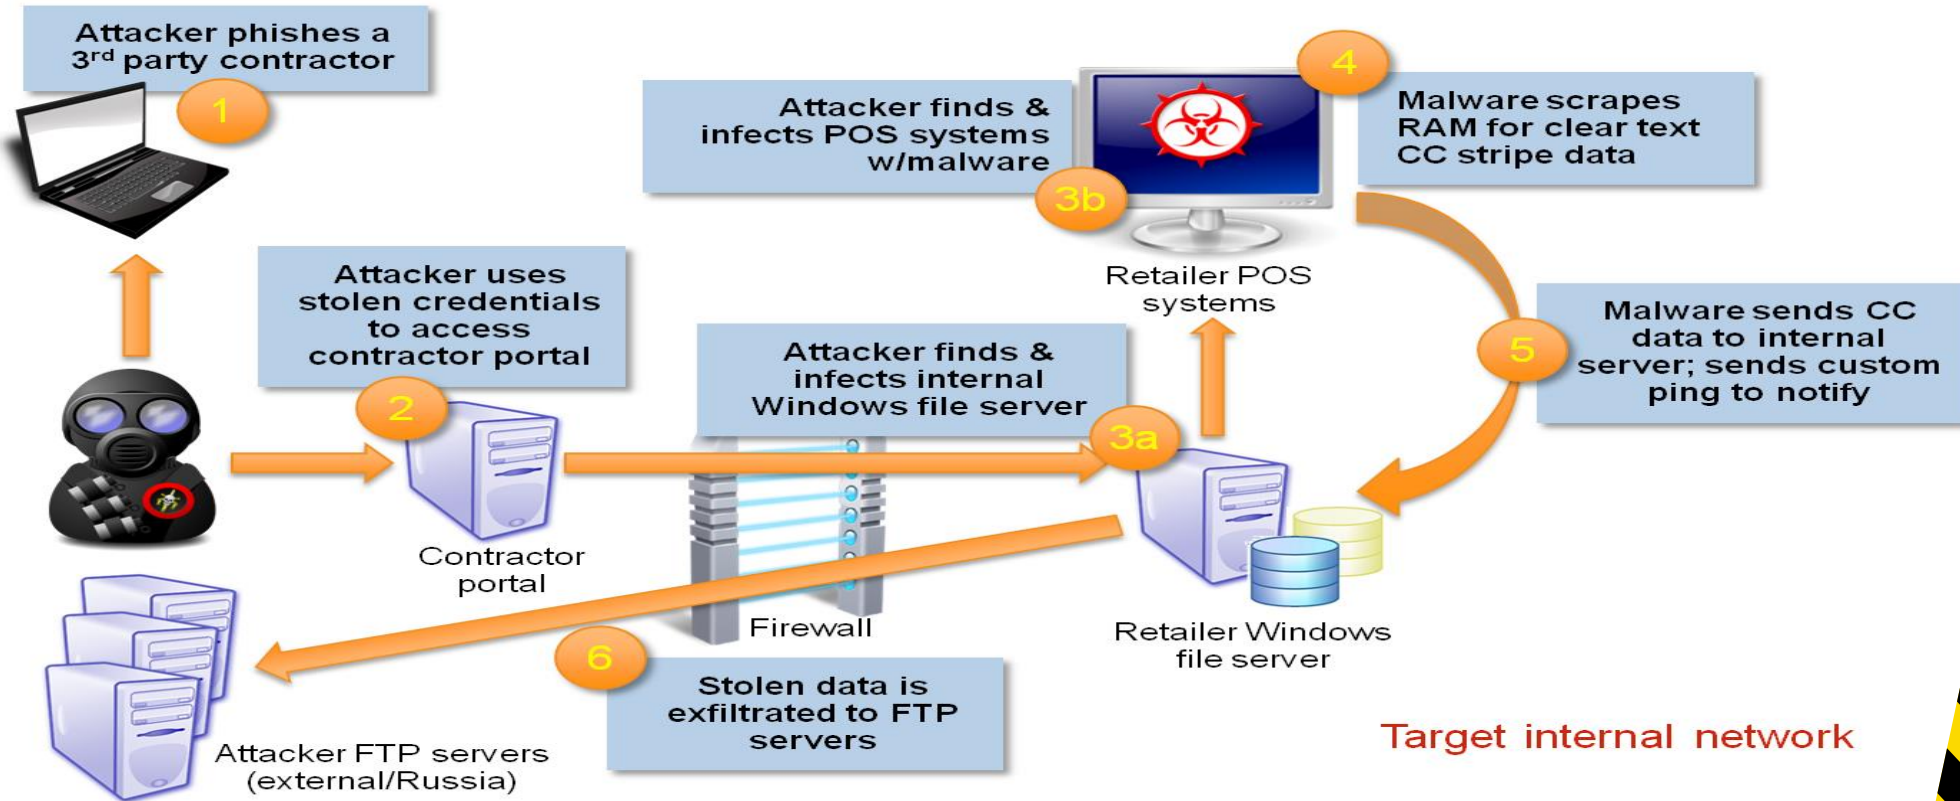 Attacker phishes a
3rd party contractor
1
Attacker uses
stolen credentials
to access
contractor portal
2
Contractor
portal
Attacker finds &
infects internal
Windows file server
3a
Firewall
Attacker finds &
infects POS systems
w/malware
3b
Retailer POS
systems
4
Malware scrapes
RAM for clear text
CC stripe data
5
Malware sends CC
data to internal
server; sends custom
ping to notify
Retailer Windows
file server
6
Stolen data is
exfiltrated to FTP
servers
Attacker FTP servers
(external/Russia)
Target internal network